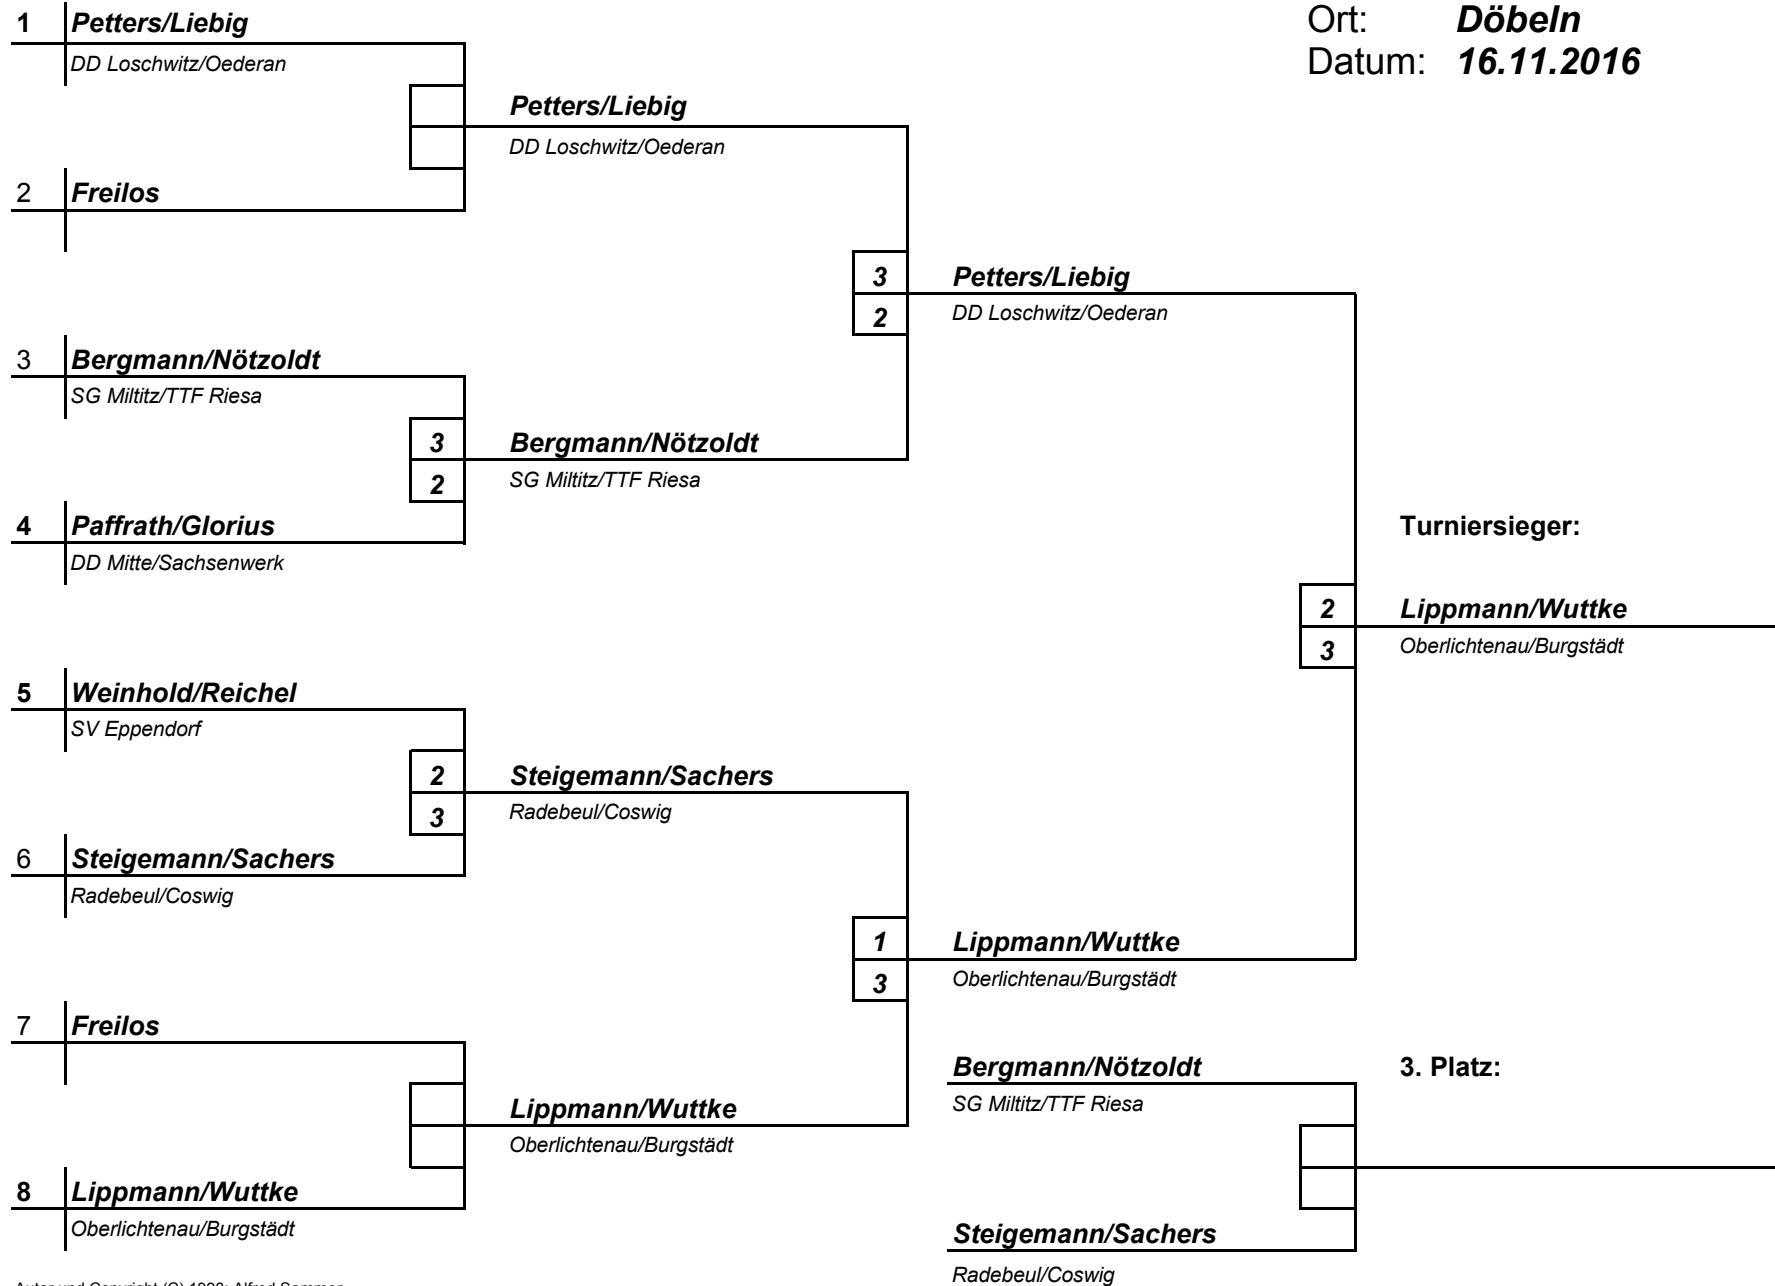 Ort: Döbeln
Datum: 16.11.2016
1 Petters/Liebig
DD Loschwitz/Oederan
Petters/Liebig
DD Loschwitz/Oederan
2 Freilos
3 Petters/Liebig
2 DD Loschwitz/Oederan
3 Bergmann/Nötzoldt
SG Miltitz/TTF Riesa
3 Bergmann/Nötzoldt
2 SG Miltitz/TTF Riesa
4 Paffrath/Glorius
DD Mitte/Sachsenwerk
Turniersieger:
2 Lippmann/Wuttke
3 Oberlichtenau/Burgstädt
5 Weinhold/Reichel
SV Eppendorf
2 Steigemann/Sachers
3 Radebeul/Coswig
6 Steigemann/Sachers
Radebeul/Coswig
1 Lippmann/Wuttke
3 Oberlichtenau/Burgstädt
7 Freilos
Bergmann/Nötzoldt
SG Miltitz/TTF Riesa
3. Platz:
Lippmann/Wuttke
Oberlichtenau/Burgstädt
8 Lippmann/Wuttke
Oberlichtenau/Burgstädt
Steigemann/Sachers
Radebeul/Coswig